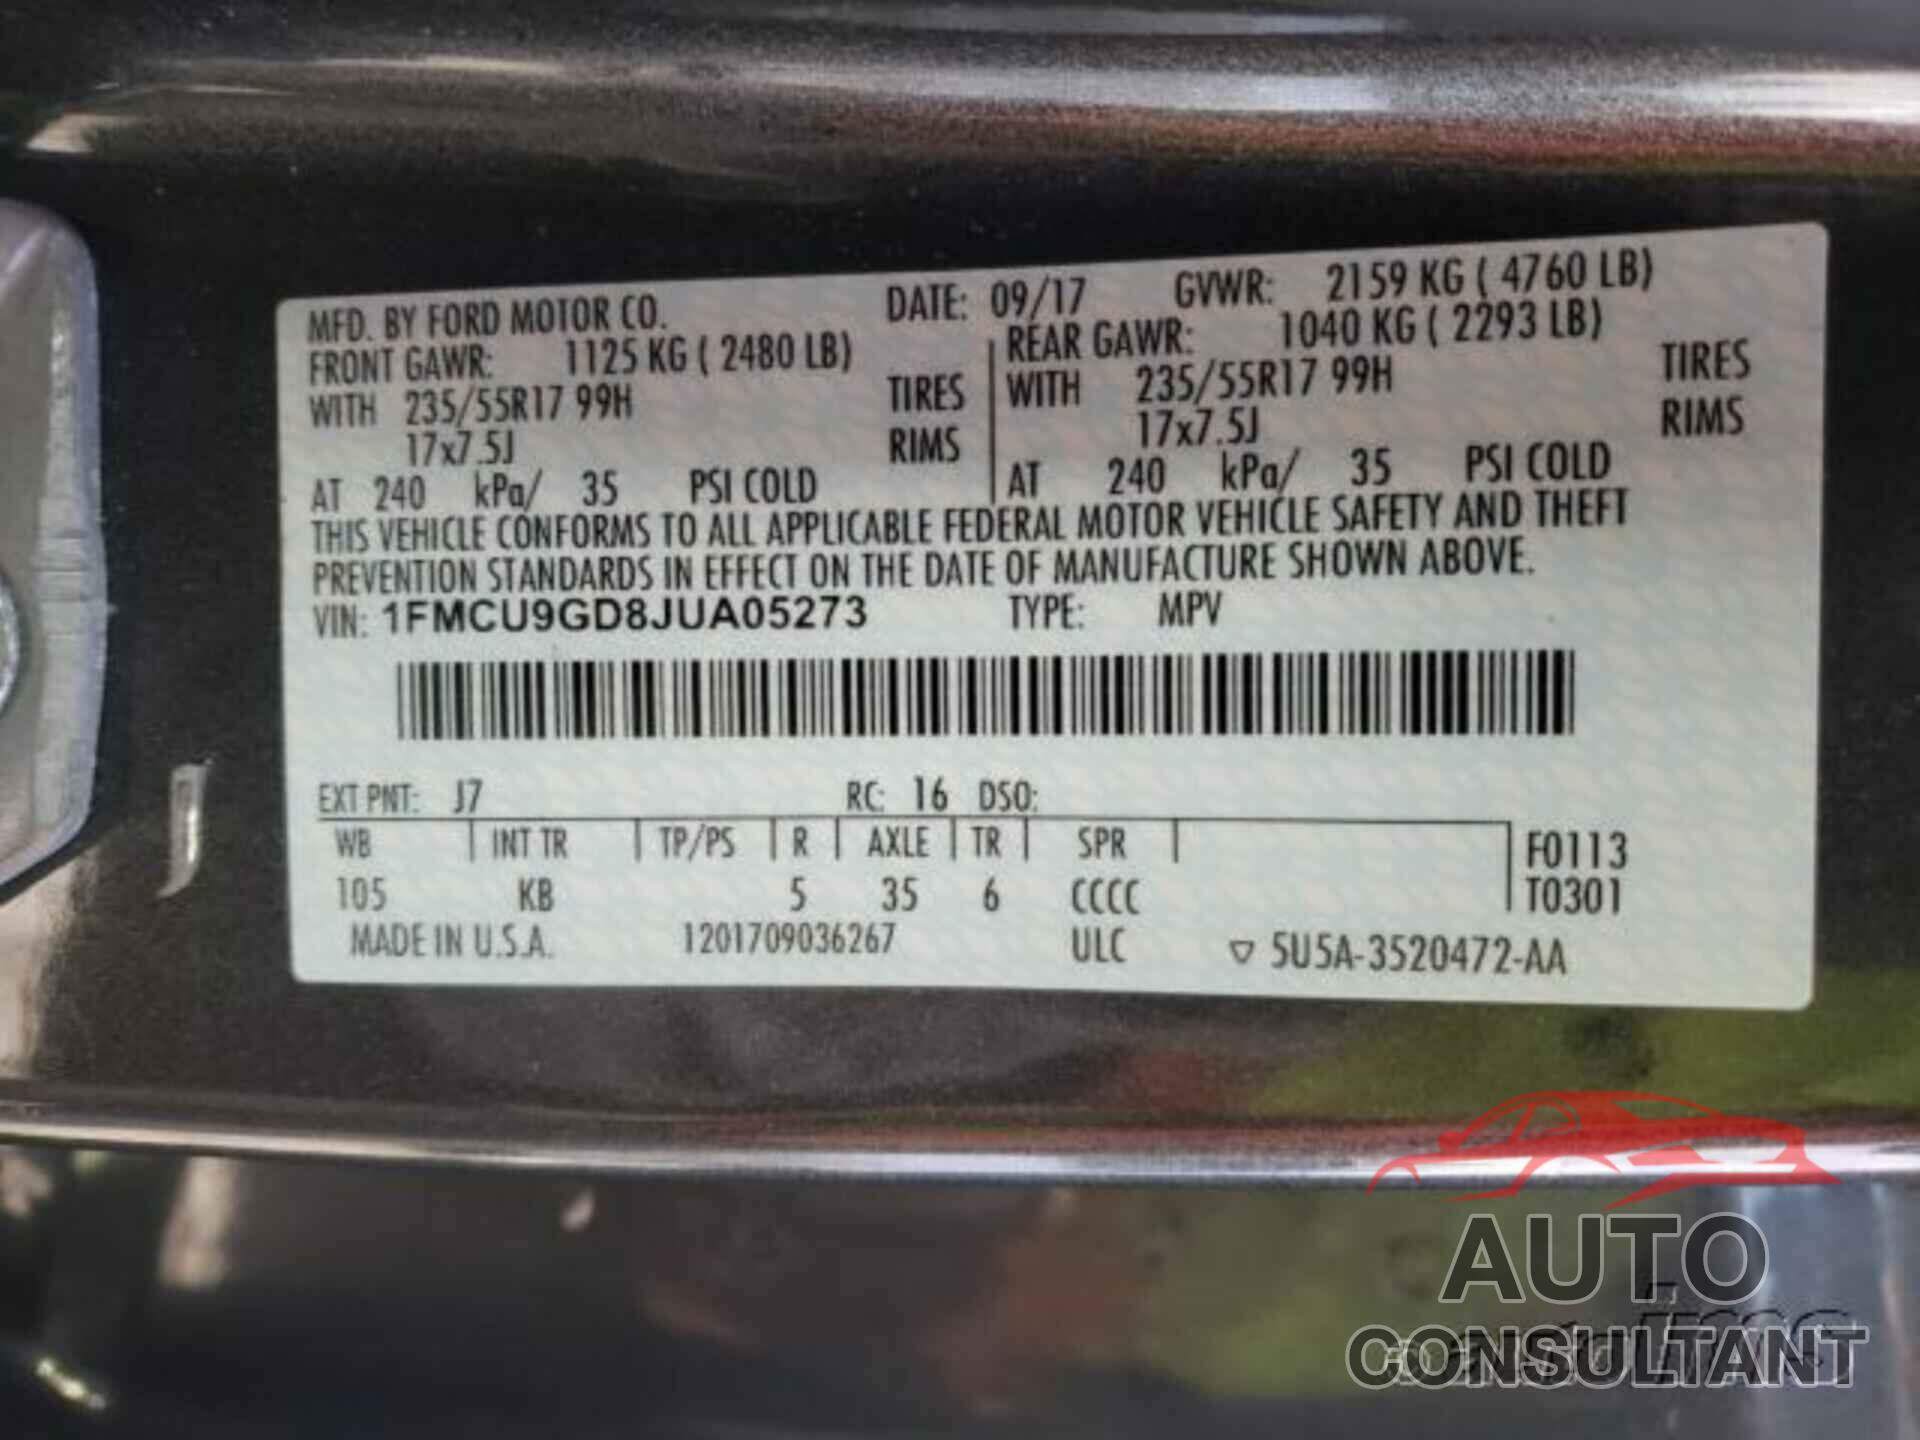 MFD. BY FORD MOTOR CO. DATE: 09/17 GVWR: 2159 KG ( 4760 LB)
FRONT GAWR: 1125 KG ( 2480 LB) REAR GAWR: 1040 KG ( 2293 LB)
WITH 235/55R17 99H TIRES WITH 235/55R17 99H TIRES
17x7.5J RIMS 17x7.5J RIMS
AT 240 kPa/ 35 PSI COLD AT 240 kPa/ 35 PSI COLD
THIS VEHICLE CONFORMS TO ALL APPLICABLE FEDERAL MOTOR VEHICLE SAFETY AND THEFT
PREVENTION STANDARDS IN EFFECT ON THE DATE OF MANUFACTURE SHOWN ABOVE.
VIN: 1FMCU9GD8JUA05273 TYPE: MPV
EXT PNT: J7 RC: 16 DSO:
WB INT TR TP/PS R AXLE TR SPR F0113
105 KB 5 35 6 CCCC T0301
MADE IN U.S.A. 1201709036267 ULC ▽ 5U5A-3520472-AA
AUTO
CONSULTANT